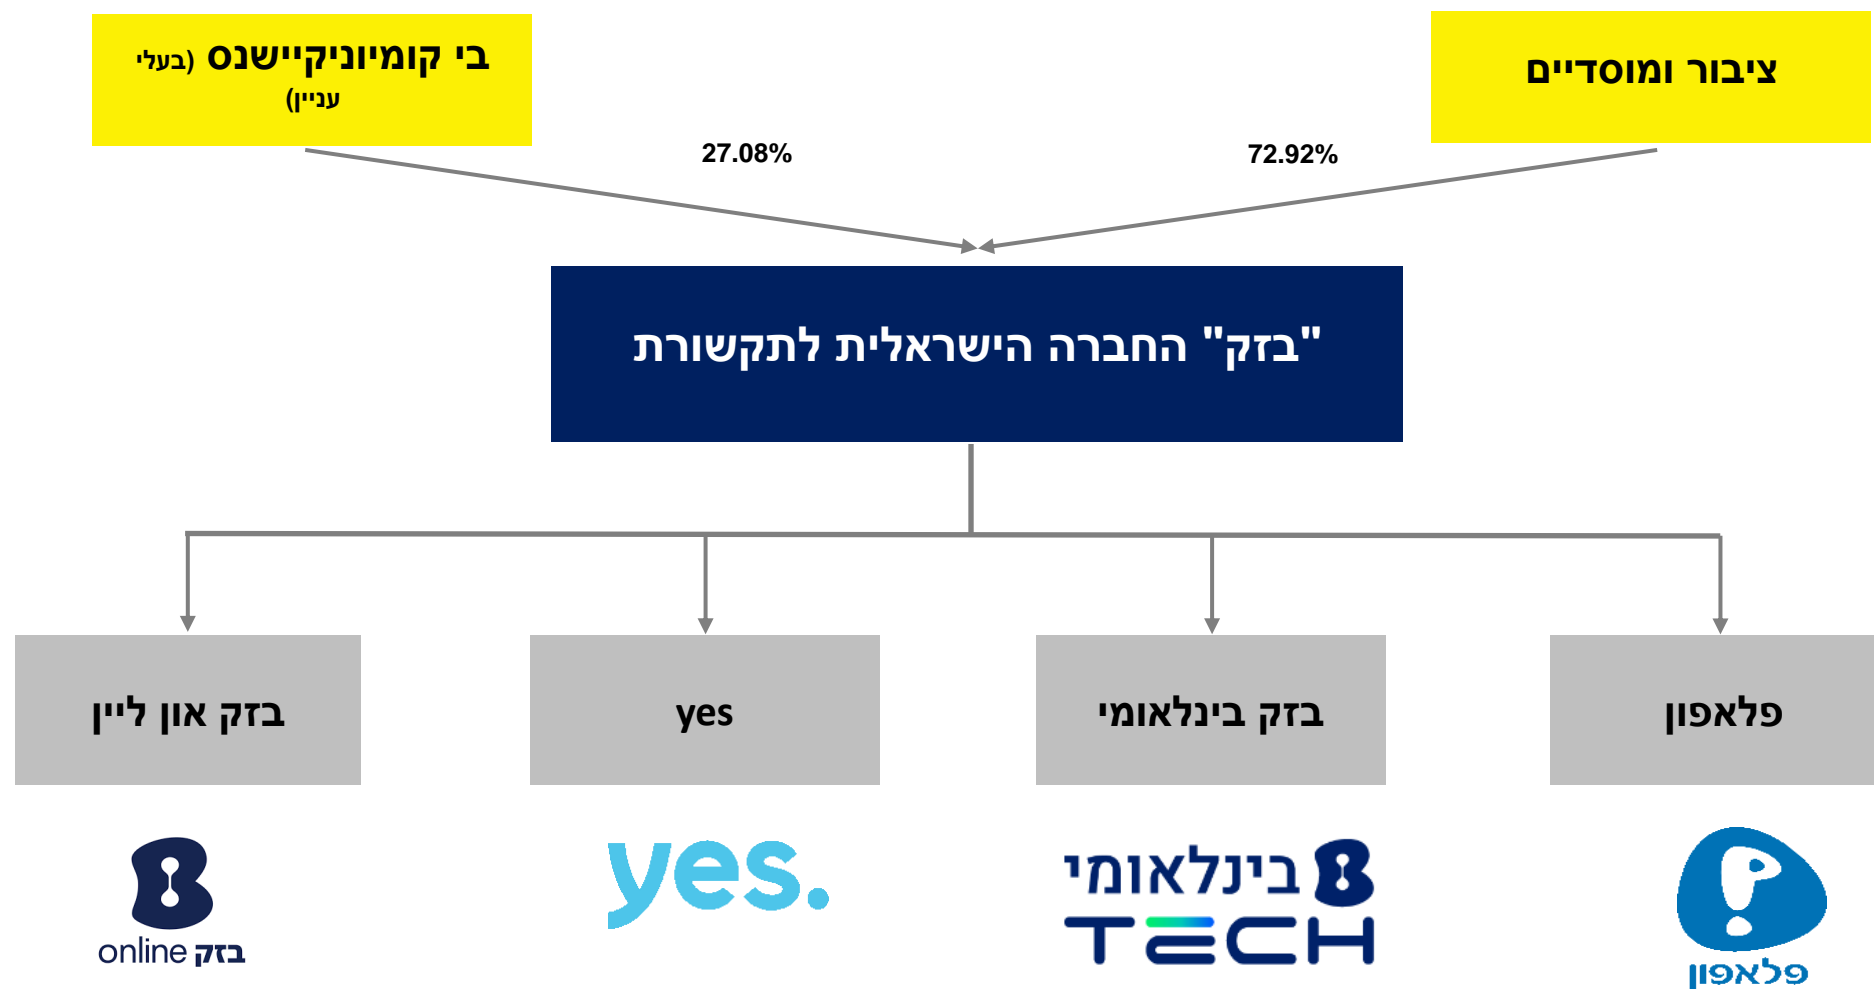 ציבור ומוסדיים
בי קומיוניקיישנס (בעלי
עניין)
72.92%
27.08%
"בזק" החברה הישראלית לתקשורת
פלאפון
בזק בינלאומי
yes
בזק און ליין
פלאפון
בינלאומי
TECH
yes.
בזק online